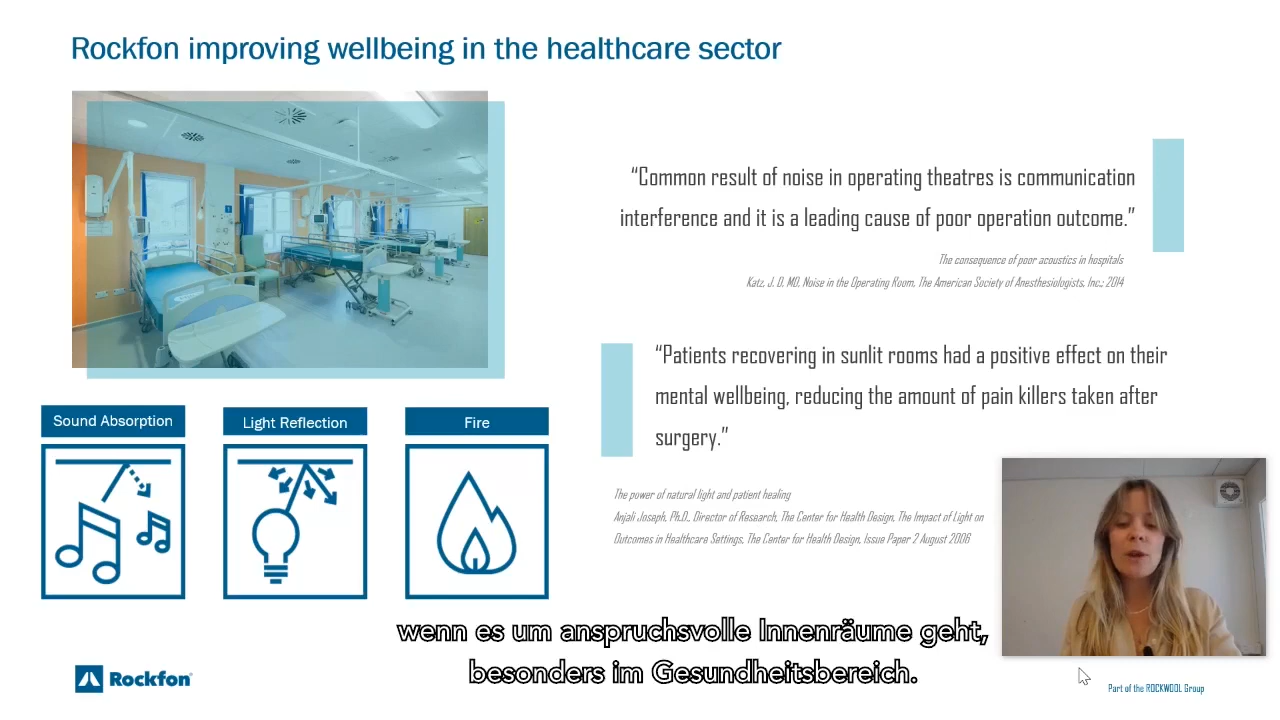 Rockfon improving wellbeing in the healthcare sector
“Common result of noise in operating theatres is communication
interference and it is a leading cause of poor operation outcome.”
The consequence of poor acoustics in hospitals
Katz, J. D. MD, Noise in the Operating Room, The American Society of Anesthesiologists, Inc.; 2014
“Patients recovering in sunlit rooms had a positive effect on their
mental wellbeing, reducing the amount of pain killers taken after
surgery.”
The power of natural light and patient healing
Anjali Joseph, Ph.D., Director of Research, The Center for Health Design, The Impact of Light on
Outcomes in Healthcare Settings, The Center for Health Design, Issue Paper 2 August 2006
Sound Absorption
Light Reflection
Fire
wenn es um anspruchsvolle Innenräume geht,
besonders im Gesundheitsbereich.
Rockfon®
Part of the ROCKWOOL Group